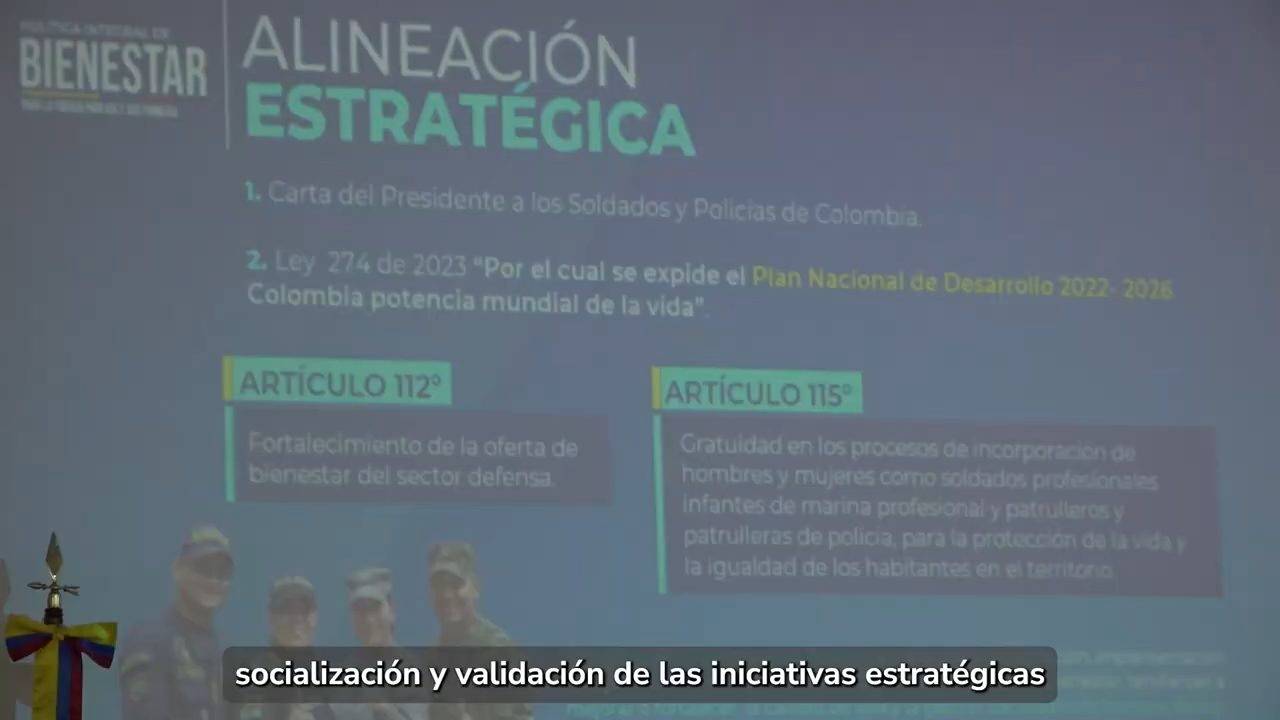 POLÍTICA INTEGRAL DE
BIENESTAR
ALINEACIÓN
ESTRATÉGICA
1. Carta del Presidente a los Soldados y Policías de Colombia.
2. Ley 274 de 2023 “Por el cual se expide el Plan Nacional de Desarrollo 2022- 2026
Colombia potencia mundial de la vida”.
ARTÍCULO 112°
Fortalecimiento de la oferta de
bienestar del sector defensa.
ARTÍCULO 115°
Gratuidad en los procesos de incorporación de
hombres y mujeres como soldados profesionales
infantes de marina profesional y patrulleros y
patrulleras de policía, para la protección de la vida y
la igualdad de los habitantes en el territorio.
socialización y validación de las iniciativas estratégicas